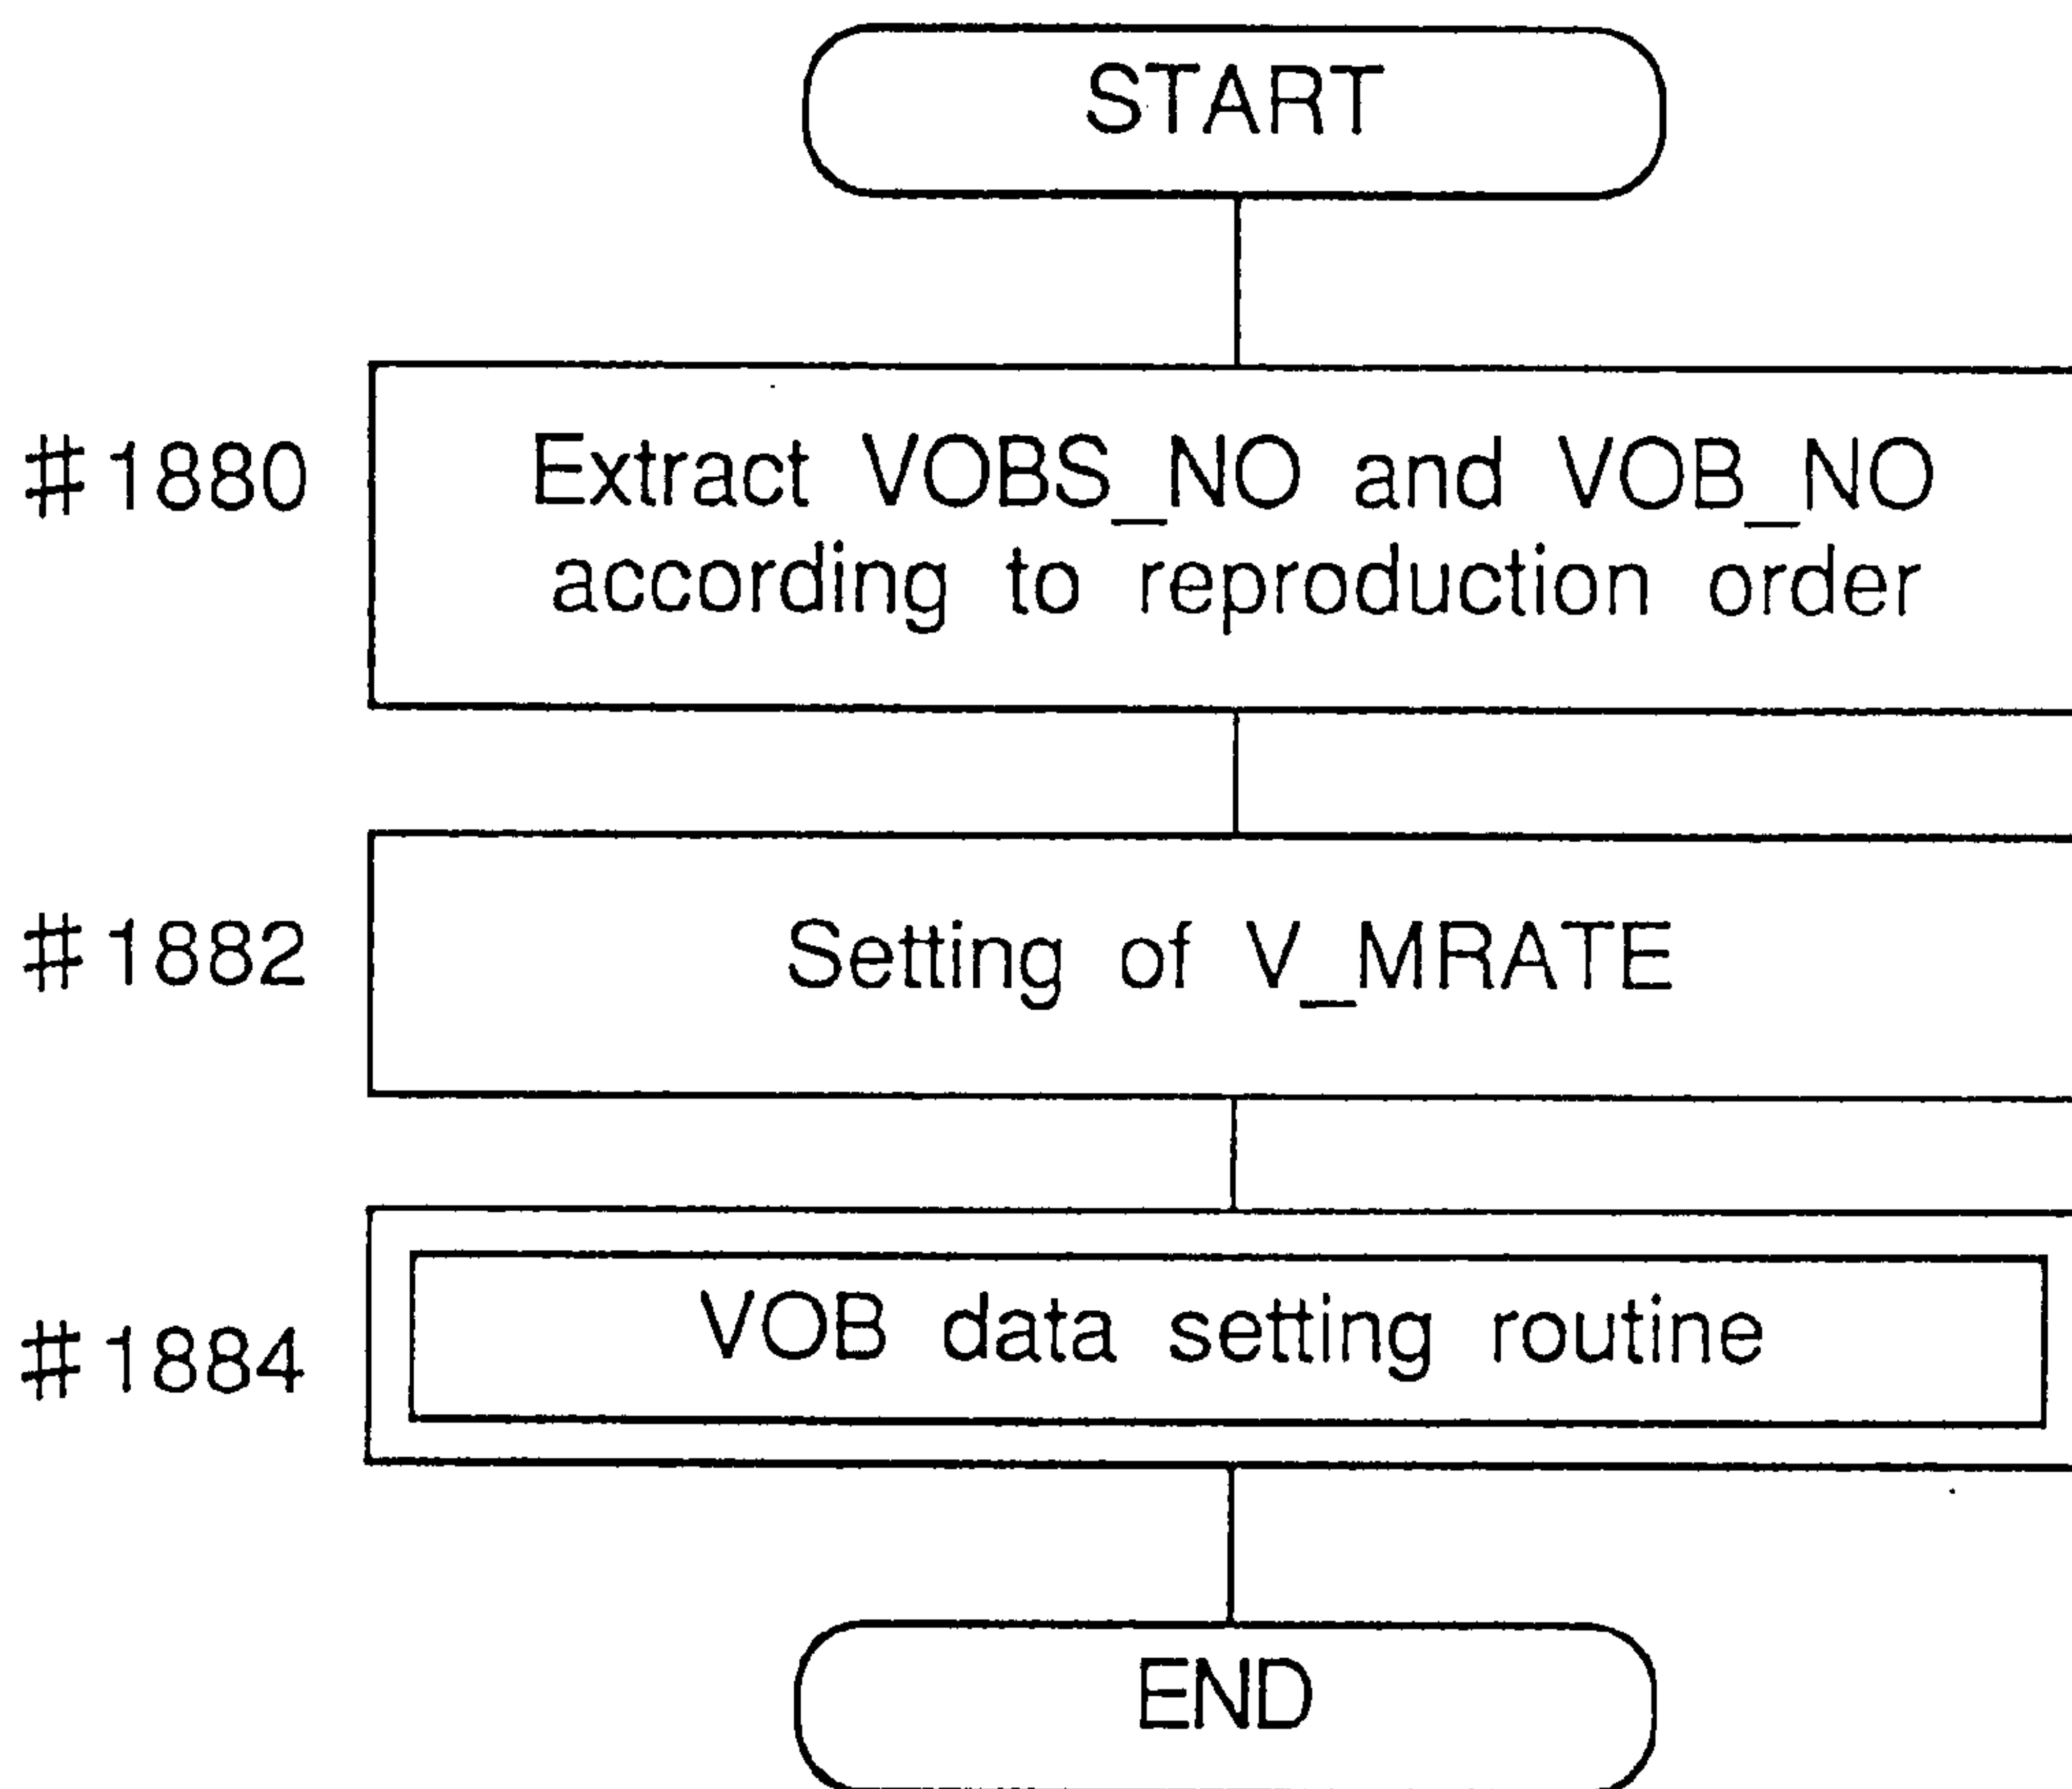 START
#1880
Extract VOBS_NO and VOB_NO
according to reproduction order
#1882
Setting of V_MRATE
#1884
VOB data setting routine
END